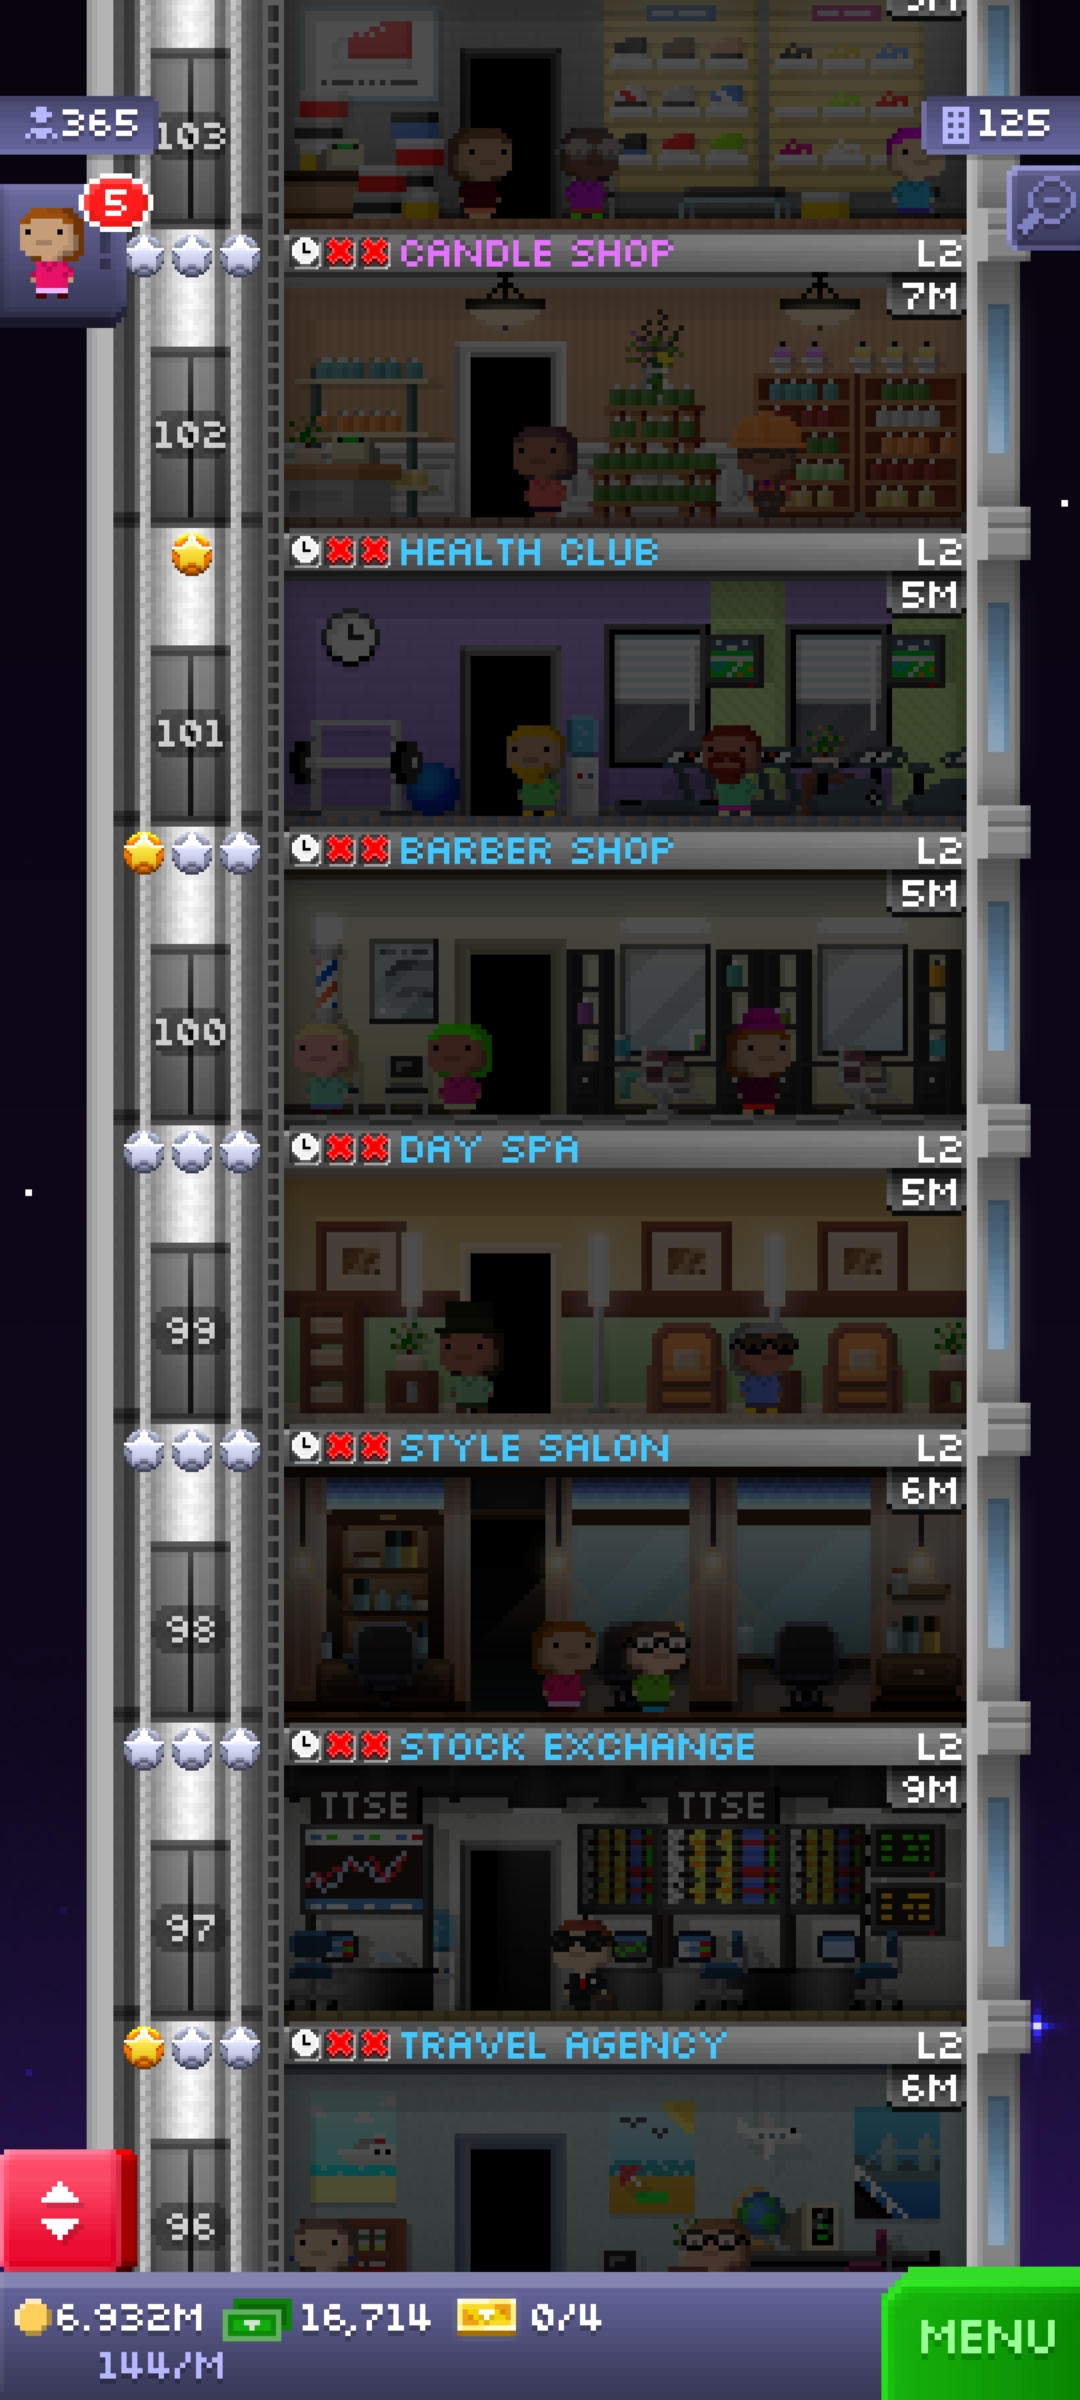 365
103
125
5
CANDLE SHOP L2
7M
102
HEALTH CLUB L2
5M
101
BARBER SHOP L2
5M
100
DAY SPA L2
5M
99
STYLE SALON L2
6M
98
STOCK EXCHANGE L2
9M
TTSE TTSE
97
TRAVEL AGENCY L2
6M
96
6.932M 16,714 0/4
144/M
MENU